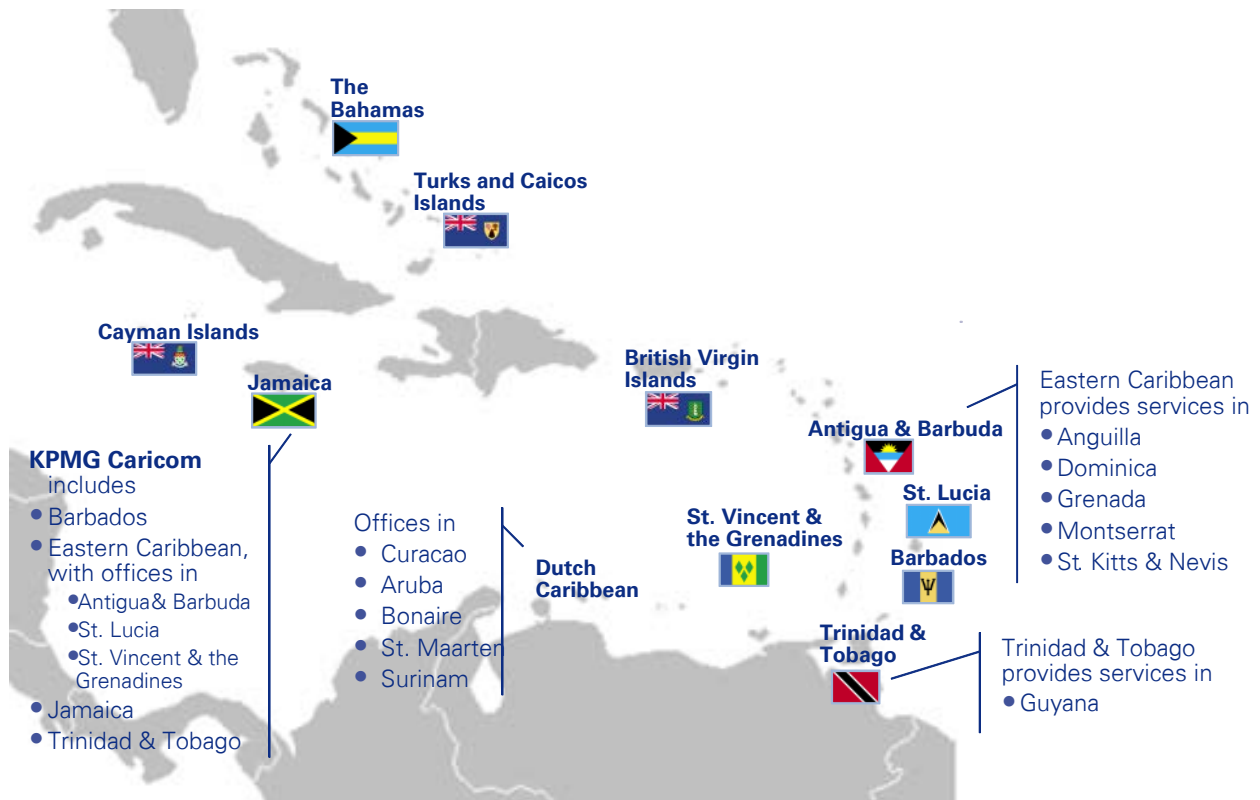 The
Bahamas
Turks and Caicos
Islands
Cayman Islands
Jamaica
British Virgin
Islands
Antigua & Barbuda
St. Lucia
St. Vincent &
the Grenadines
Barbados
Dutch
Caribbean
Trinidad &
Tobago
KPMG Caricom
includes
• Barbados
• Eastern Caribbean,
with offices in
•Antigua& Barbuda
•St. Lucia
•St. Vincent & the
Grenadines
• Jamaica
• Trinidad & Tobago
Offices in
• Curacao
• Aruba
• Bonaire
• St. Maarten
• Surinam
Eastern Caribbean
provides services in
• Anguilla
• Dominica
• Grenada
• Montserrat
• St. Kitts & Nevis
Trinidad & Tobago
provides services in
• Guyana